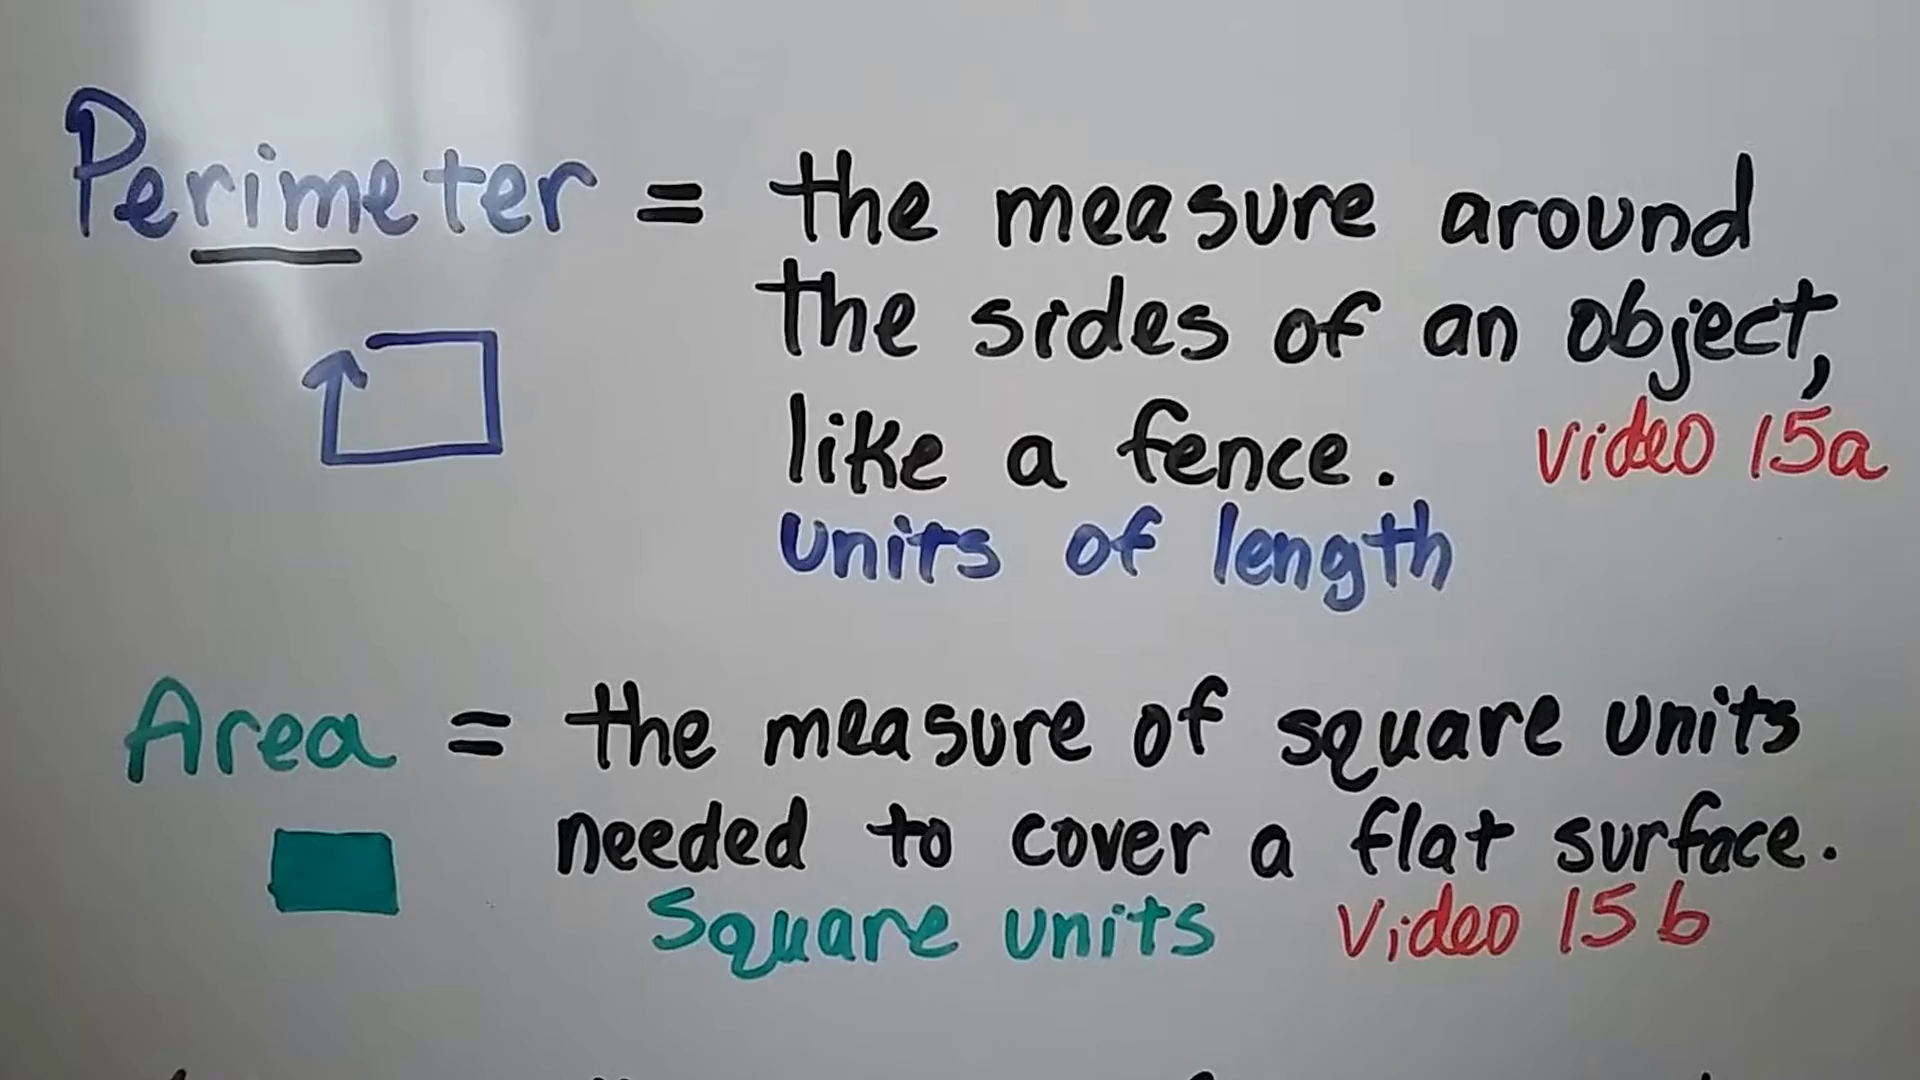 Perimeter = the measure around
the sides of an object,
like a fence. video 15a
units of length
Area = the measure of square units
needed to cover a flat surface.
Square units Video 15b